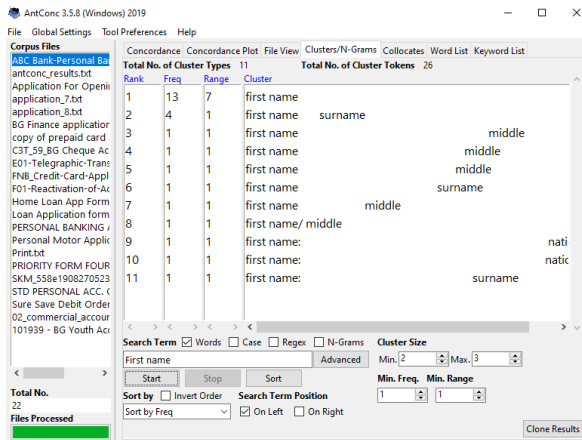 AntConc 3.5.8 (Windows) 2019
File Global Settings Tool Preferences Help
Corpus Files
ABC Bank-Personal Ba
antconc_results.txt
Application For Openi
application_7.txt
application_8.txt
BG Finance application
copy of prepaid card
C3T_59_BG Cheque Ac
E01-Telegraphic-Trans
FNB_Credit-Card-Appl
F01-Reactivation-of-Ac
Home Loan App Form
Loan Application form
PERSONAL BANKING A
Personal Motor Applic
Print.txt
PRIORITY FORM FOUR
SKM_558e1908270523
STD PERSONAL ACC. O
Sure Save Debit Order
02_commercial_accour
101939 - BG Youth Acc
Total No.
22
Files Processed
Concordance Concordance Plot File View Clusters/N-Grams Collocates Word List Keyword List
Total No. of Cluster Types 11 Total No. of Cluster Tokens 26
Rank Freq Range Cluster
1 13 7 first name
2 4 1 first name surname
3 1 1 first name middle
4 1 1 first name middle
5 1 1 first name middle
6 1 1 first name surname
7 1 1 first name middle
8 1 1 first name/ middle
9 1 1 first name: natio
10 1 1 first name: natio
11 1 1 first name: surname
Search Term Words Case Regex N-Grams Cluster Size
First name Advanced Min. 2 Max. 3
Start Stop Sort Min. Freq. Min. Range
Sort by Invert Order Search Term Position 1 1
Sort by Freq On Left On Right
Clone Results